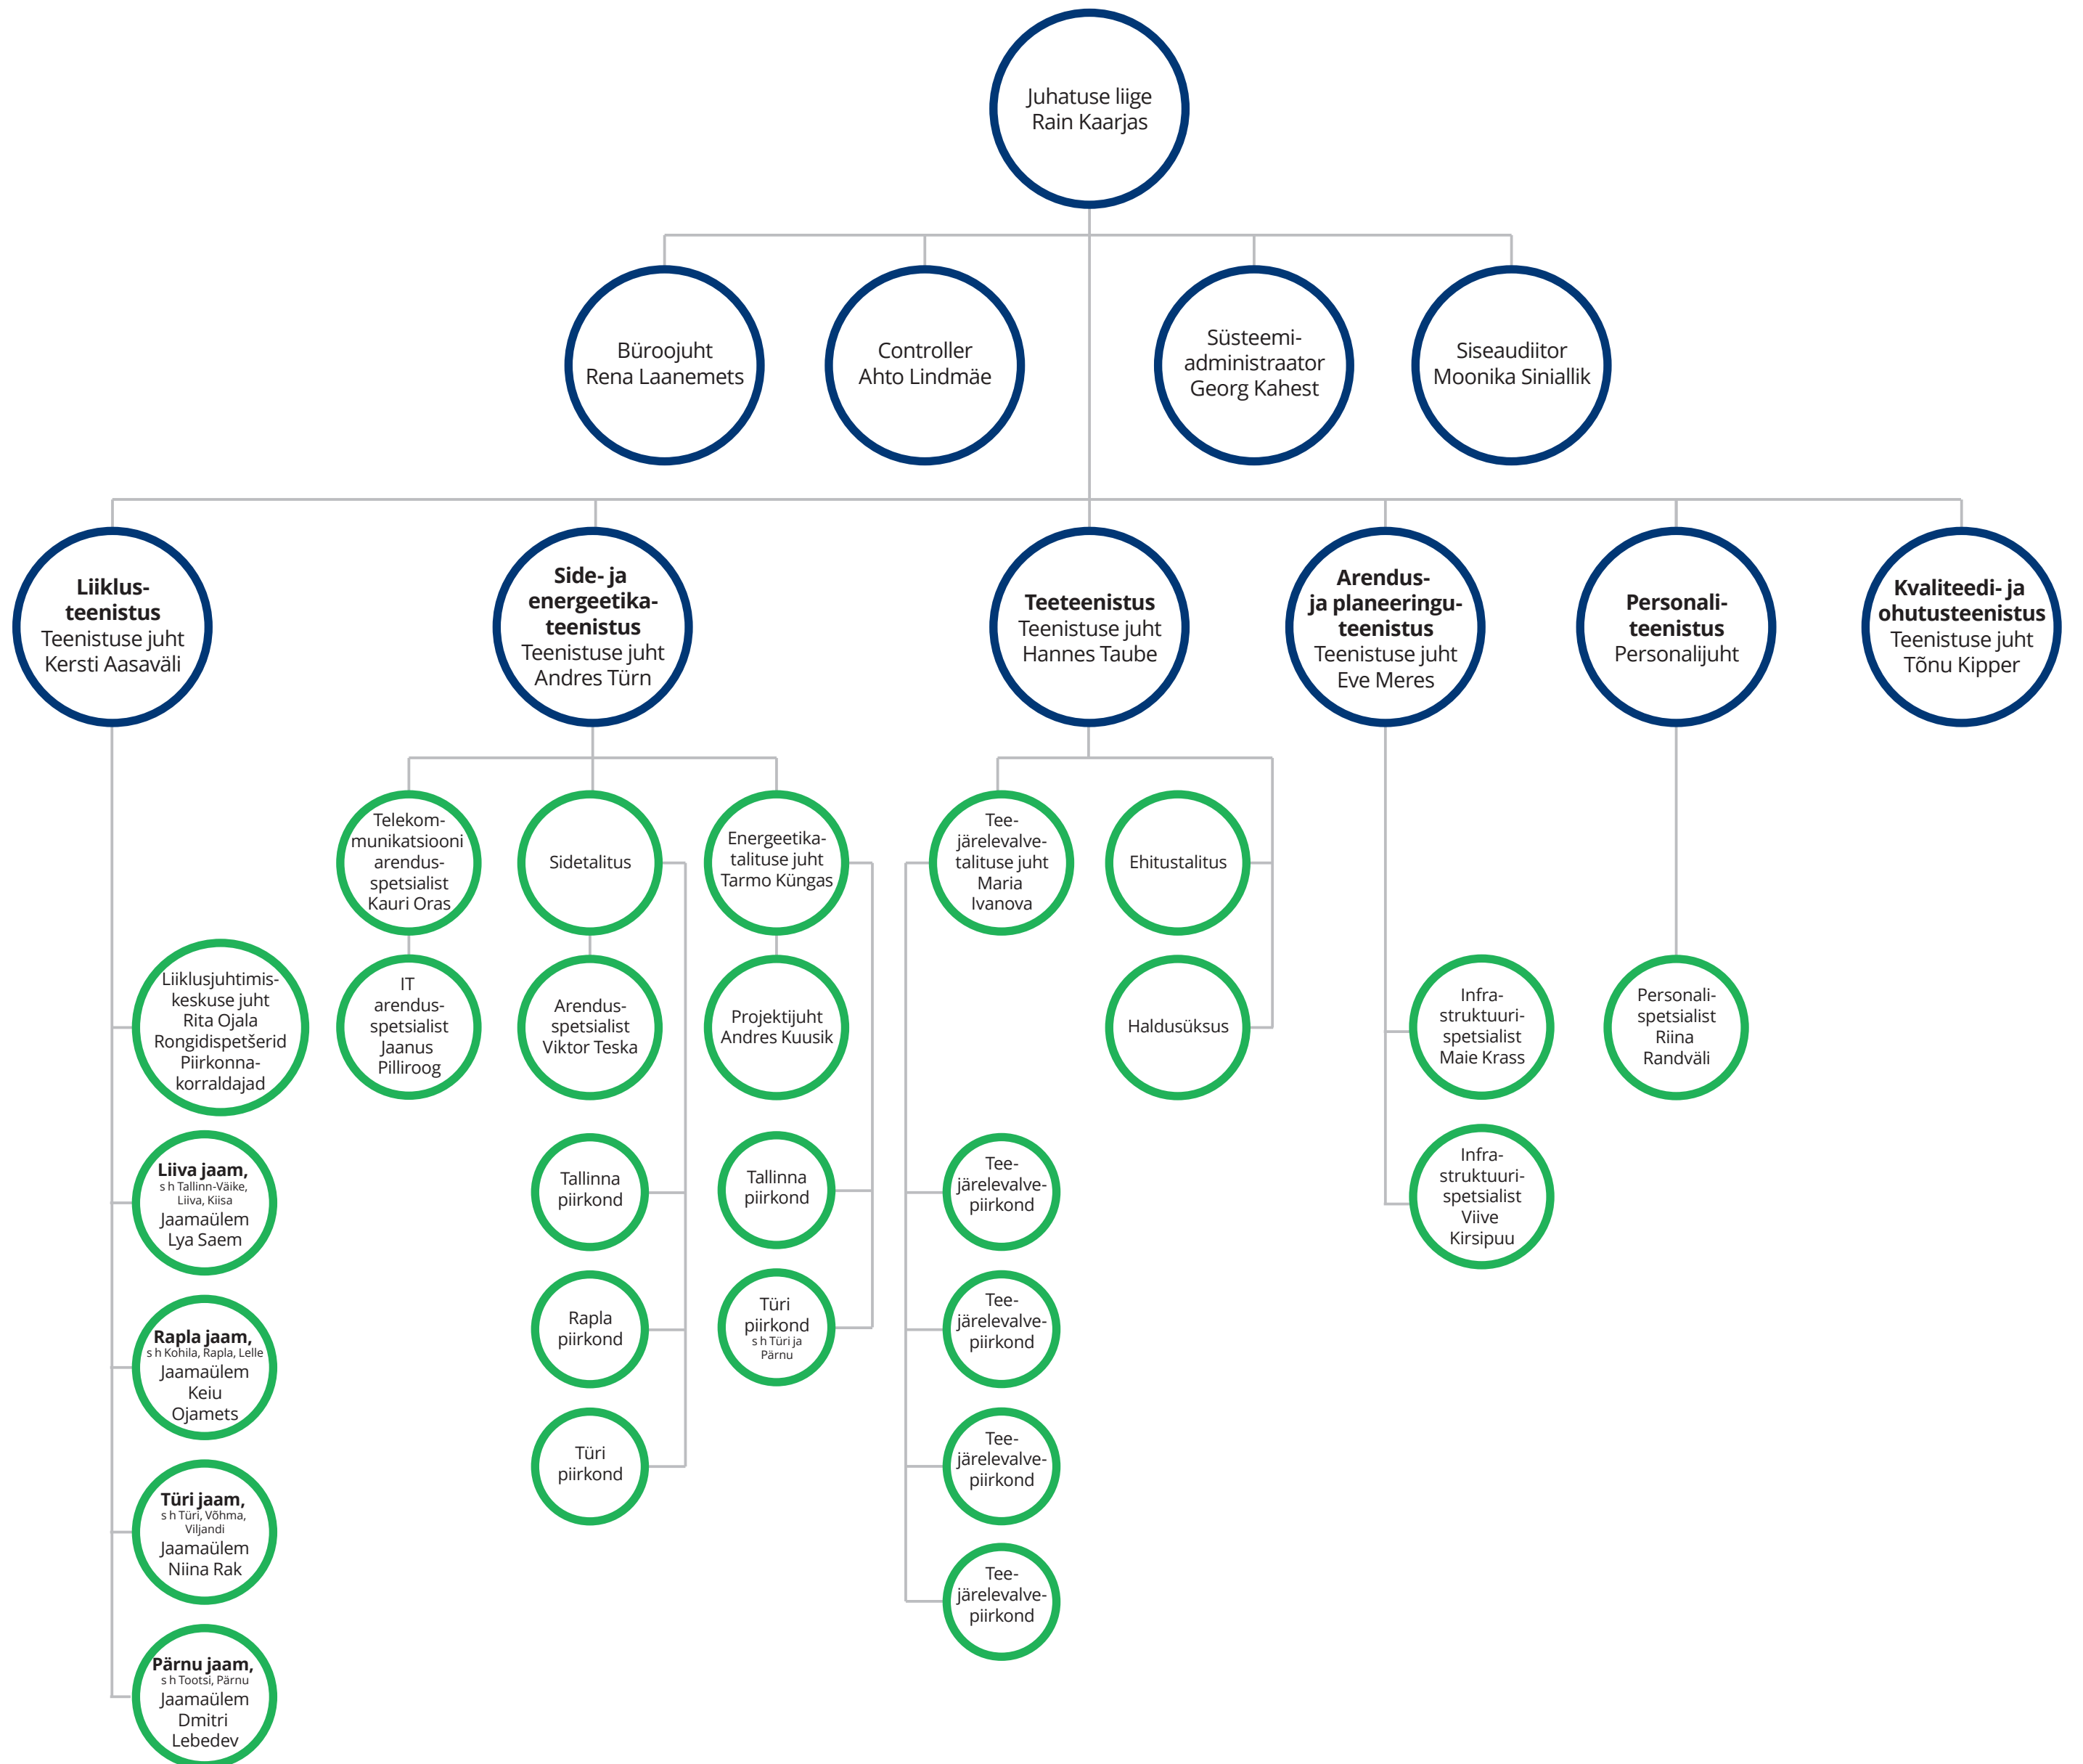 Juhatuse liige
Rain Kaarjas
Büroojuht
Rena Laanemets
Controller
Ahto Lindmäe
Süsteemi-
administraator
Georg Kahest
Siseaudiitor
Moonika Siniallik
Liiklus-
teenistus
Teenistuse juht
Kersti Aasaväli
Side- ja
energeetika-
teenistus
Teenistuse juht
Andres Türn
Teeteenistus
Teenistuse juht
Hannes Taube
Arendus-
ja planeeringu-
teenistus
Teenistuse juht
Eve Meres
Personali-
teenistus
Personalijuht
Kvaliteedi- ja
ohutusteenistus
Teenistuse juht
Tõnu Kipper
Telekom-
munikatsiooni
arendus-
spetsialist
Kauri Oras
Sidetalitus
Energeetika-
talituse juht
Tarmo Küngas
Tee-
järelevalve-
talituse juht
Maria
Ivanova
Ehitustalitus
Liiklusjuhtimis-
keskuse juht
Rita Ojala
Rongidispetšerid
Piirkonna-
korraldajad
IT
arendus-
spetsialist
Jaanus
Pilliroog
Arendus-
spetsialist
Viktor Teska
Projektijuht
Andres Kuusik
Haldusüksus
Infra-
struktuuri-
spetsialist
Maie Krass
Personali-
spetsialist
Riina
Randväli
Liiva jaam,
s h Tallinn-Väike,
Liiva, Kiisa
Jaamaülem
Lya Saem
Tallinna
piirkond
Tallinna
piirkond
Tee-
järelevalve-
piirkond
Infra-
struktuuri-
spetsialist
Viive
Kirsipuu
Rapla jaam,
s h Kohila, Rapla, Lelle
Jaamaülem
Keiu
Ojamets
Rapla
piirkond
Türi
piirkond
s h Türi ja
Pärnu
Tee-
järelevalve-
piirkond
Türi jaam,
s h Türi, Võhma,
Viljandi
Jaamaülem
Niina Rak
Türi
piirkond
Tee-
järelevalve-
piirkond
Tee-
järelevalve-
piirkond
Pärnu jaam,
s h Tootsi, Pärnu
Jaamaülem
Dmitri
Lebedev